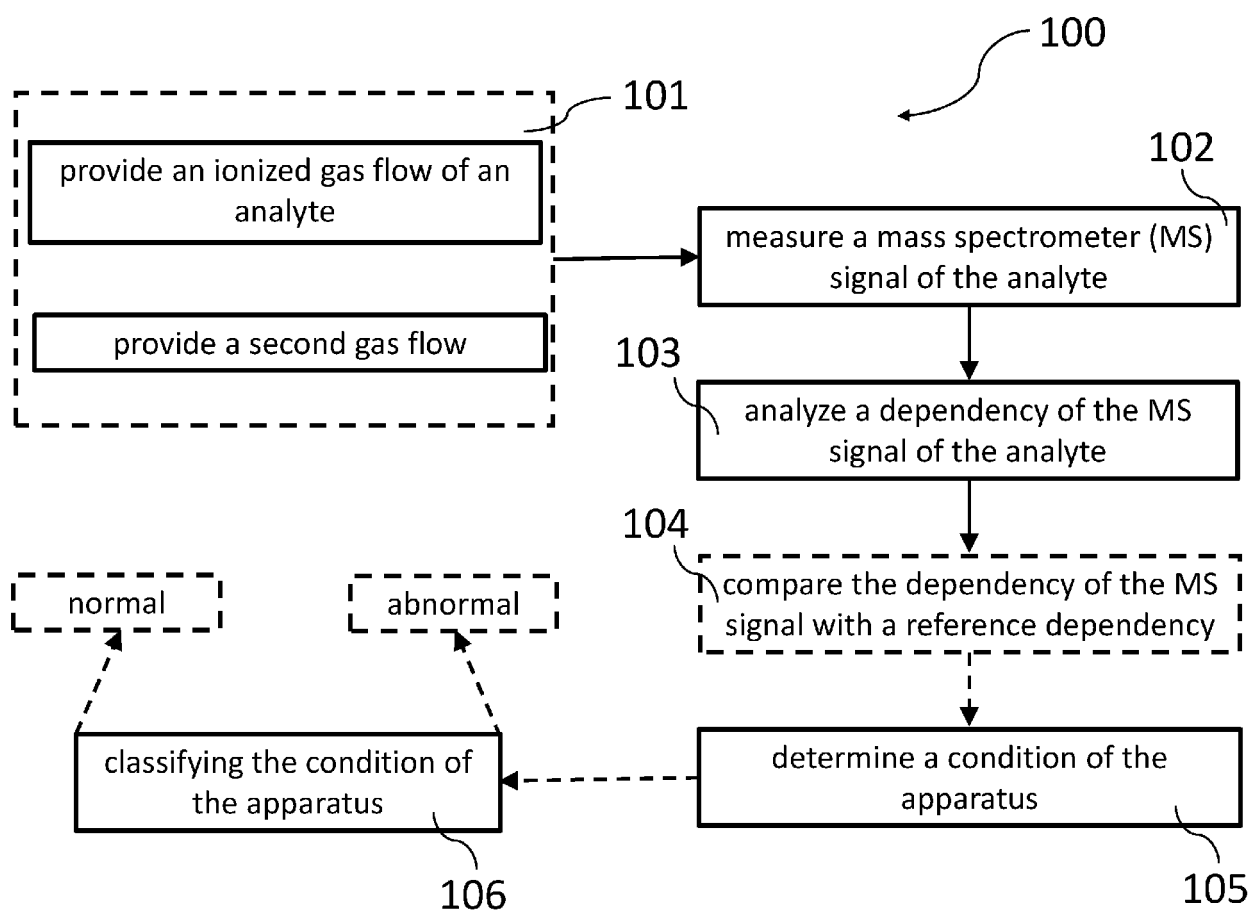 100
101
provide an ionized gas flow of an
analyte
provide a second gas flow
102
measure a mass spectrometer (MS)
signal of the analyte
103
analyze a dependency of the MS
signal of the analyte
104
compare the dependency of the MS
signal with a reference dependency
determine a condition of the
apparatus
105
classifying the condition of
the apparatus
106
normal
abnormal